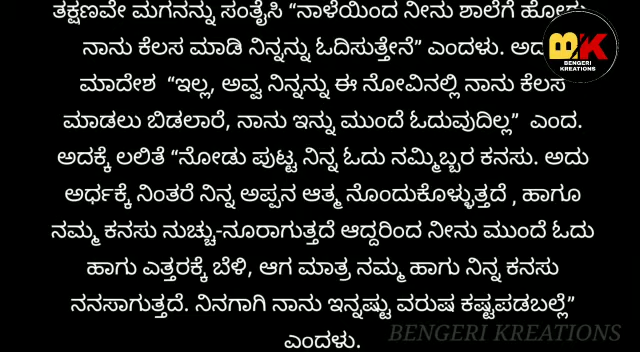 ತಕ್ಷಣವೇ ಮಗನನ್ನು ಸಂತೈಸಿ “ನಾಳೆಯಿಂದ ನೀನು ಶಾಲೆಗೆ
ನಾನು ಕೆಲಸ ಮಾಡಿ ನಿನ್ನನ್ನು ಓದಿಸುತ್ತೇನೆ” ಎಂದಳು.
ಮಾದೇಶ “ಇಲ್ಲ, ಅವ್ವ ನಿನ್ನನ್ನು ಈ ನೋವಿನಲ್ಲಿ ನಾನು ಕೆಲಸ
ಮಾಡಲು ಬಿಡಲಾರೆ, ನಾನು ಇನ್ನು ಮುಂದೆ ಓದುವುದಿಲ್ಲ” ಎಂದ.
ಅದಕ್ಕೆ ಲಲಿತೆ “ನೋಡು ಪುಟ್ಟ ನಿನ್ನ ಓದು ನಮ್ಮಿಬ್ಬರ ಕನಸು. ಅದು
ಅರ್ಧಕ್ಕೆ ನಿಂತರೆ ನಿನ್ನ ಅಪ್ಪನ ಆತ್ಮ ನೊಂದುಕೊಳ್ಳುತ್ತದೆ , ಹಾಗೂ
ನಮ್ಮ ಕನಸು ನುಚ್ಚು-ನೂರಾಗುತ್ತದೆ ಆದ್ದರಿಂದ ನೀನು ಮುಂದೆ ಓದು
ಹಾಗು ಎತ್ತರಕ್ಕೆ ಬೆಳಿ, ಆಗ ಮಾತ್ರ ನಮ್ಮ ಹಾಗು ನಿನ್ನ ಕನಸು
ನನಸಾಗುತ್ತದೆ. ನಿನಗಾಗಿ ನಾನು ಇನ್ನಷ್ಟು ವರುಷ ಕಷ್ಟಪಡಬಲ್ಲೆ”
ಎಂದಳು.
BK
BENGERI
KREATIONS
BENGERI KREATIONS